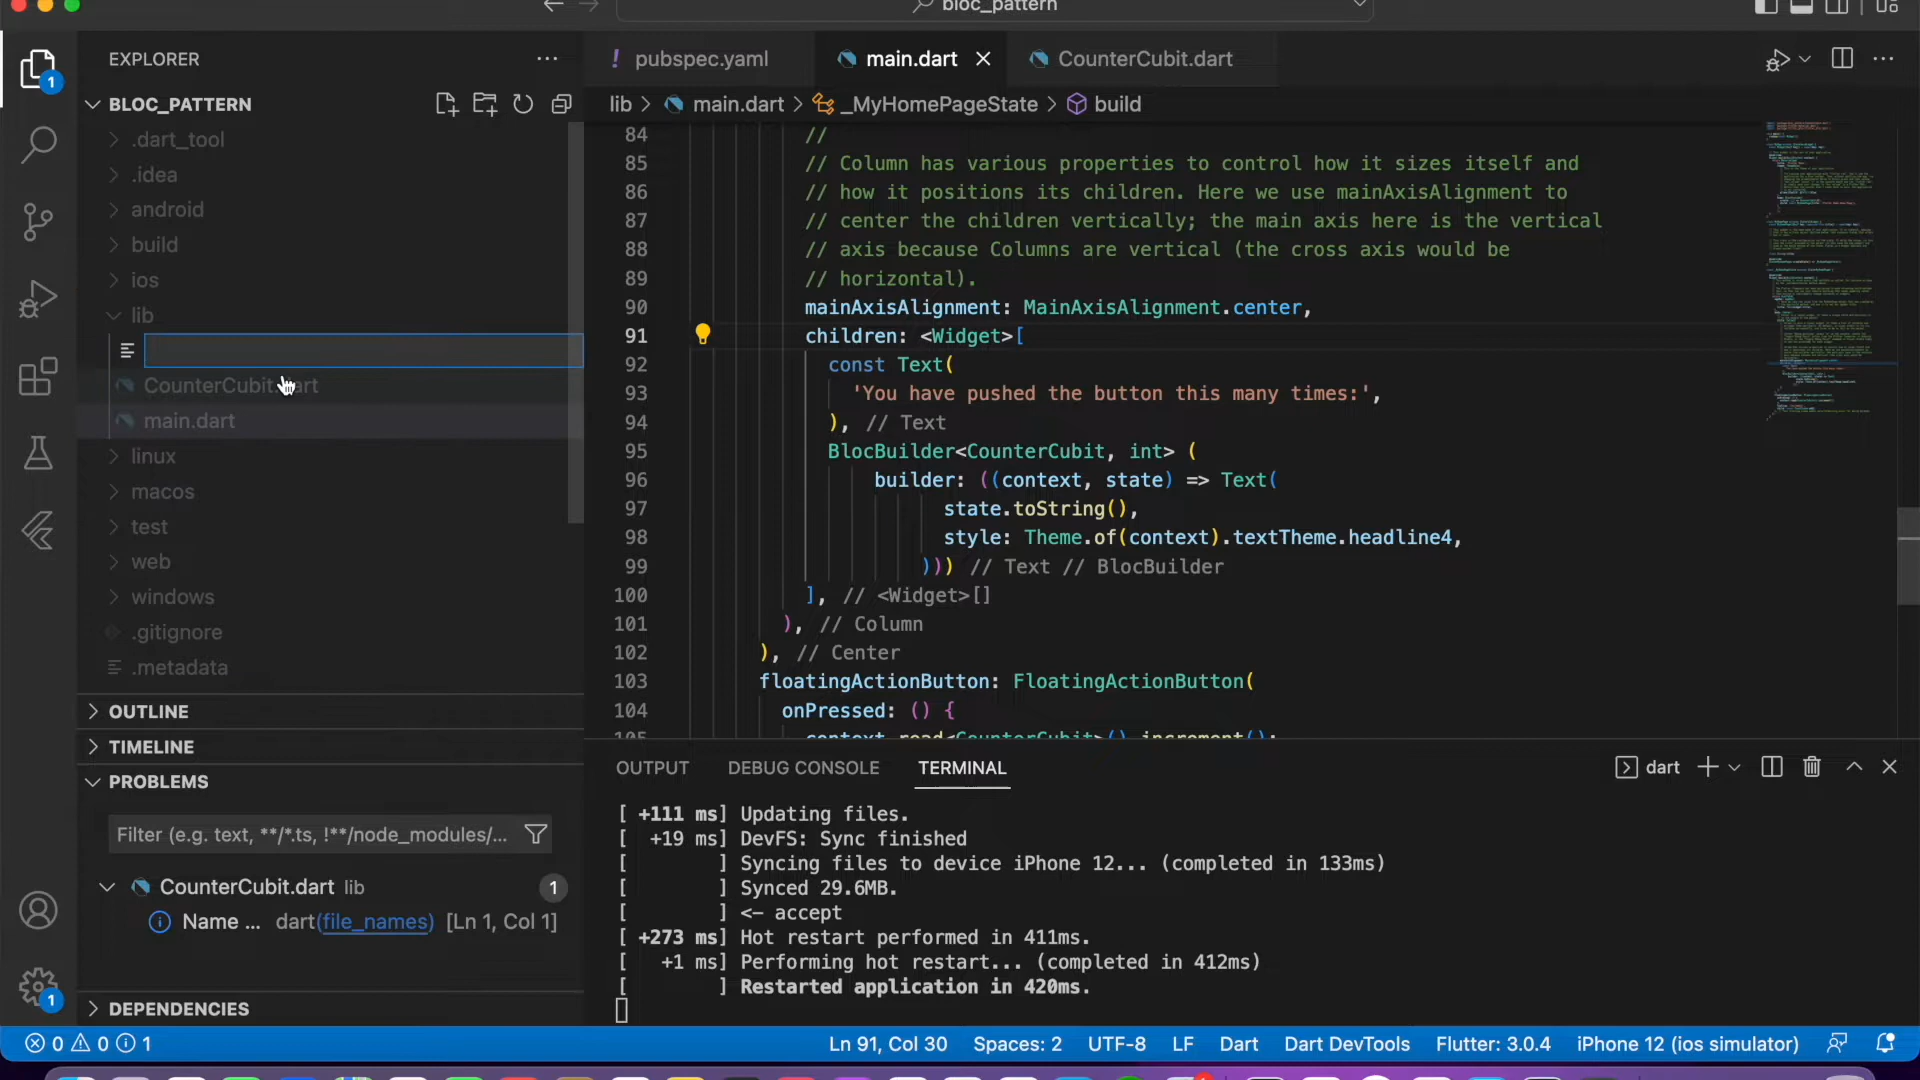 bloc_pattern
EXPLORER
! pubspec.yaml
main.dart
CounterCubit.dart
1
BLOC_PATTERN
lib > main.dart > _MyHomePageState > build
.dart_tool
.idea
android
build
ios
lib
CounterCubit.dart
main.dart
linux
macos
test
web
windows
.gitignore
.metadata
84 //
85 // Column has various properties to control how it sizes itself and
86 // how it positions its children. Here we use mainAxisAlignment to
87 // center the children vertically; the main axis here is the vertical
88 // axis because Columns are vertical (the cross axis would be
89 // horizontal).
90 mainAxisAlignment: MainAxisAlignment.center,
91 children: <Widget>[
92 const Text(
93 'You have pushed the button this many times:',
94 ), // Text
95 BlocBuilder<CounterCubit, int> (
96 builder: ((context, state) => Text(
97 state.toString(),
98 style: Theme.of(context).textTheme.headline4,
99 ))) // Text // BlocBuilder
100 ], // <Widget>[]
101 ), // Column
102 ), // Center
103 floatingActionButton: FloatingActionButton(
104 onPressed: () {
105 context.read<CounterCubit>().increment();
OUTLINE
TIMELINE
PROBLEMS
Filter (e.g. text, **/*.ts, !**/node_modules/...
CounterCubit.dart lib 1
Name ... dart(file_names) [Ln 1, Col 1]
DEPENDENCIES
1
OUTPUT DEBUG CONSOLE TERMINAL
dart
[ +111 ms] Updating files.
[ +19 ms] DevFS: Sync finished
[ ] Syncing files to device iPhone 12... (completed in 133ms)
[ ] Synced 29.6MB.
[ ] <- accept
[ +273 ms] Hot restart performed in 411ms.
[ +1 ms] Performing hot restart... (completed in 412ms)
[ ] Restarted application in 420ms.
0 0 1
Ln 91, Col 30 Spaces: 2 UTF-8 LF Dart Dart DevTools Flutter: 3.0.4 iPhone 12 (ios simulator)